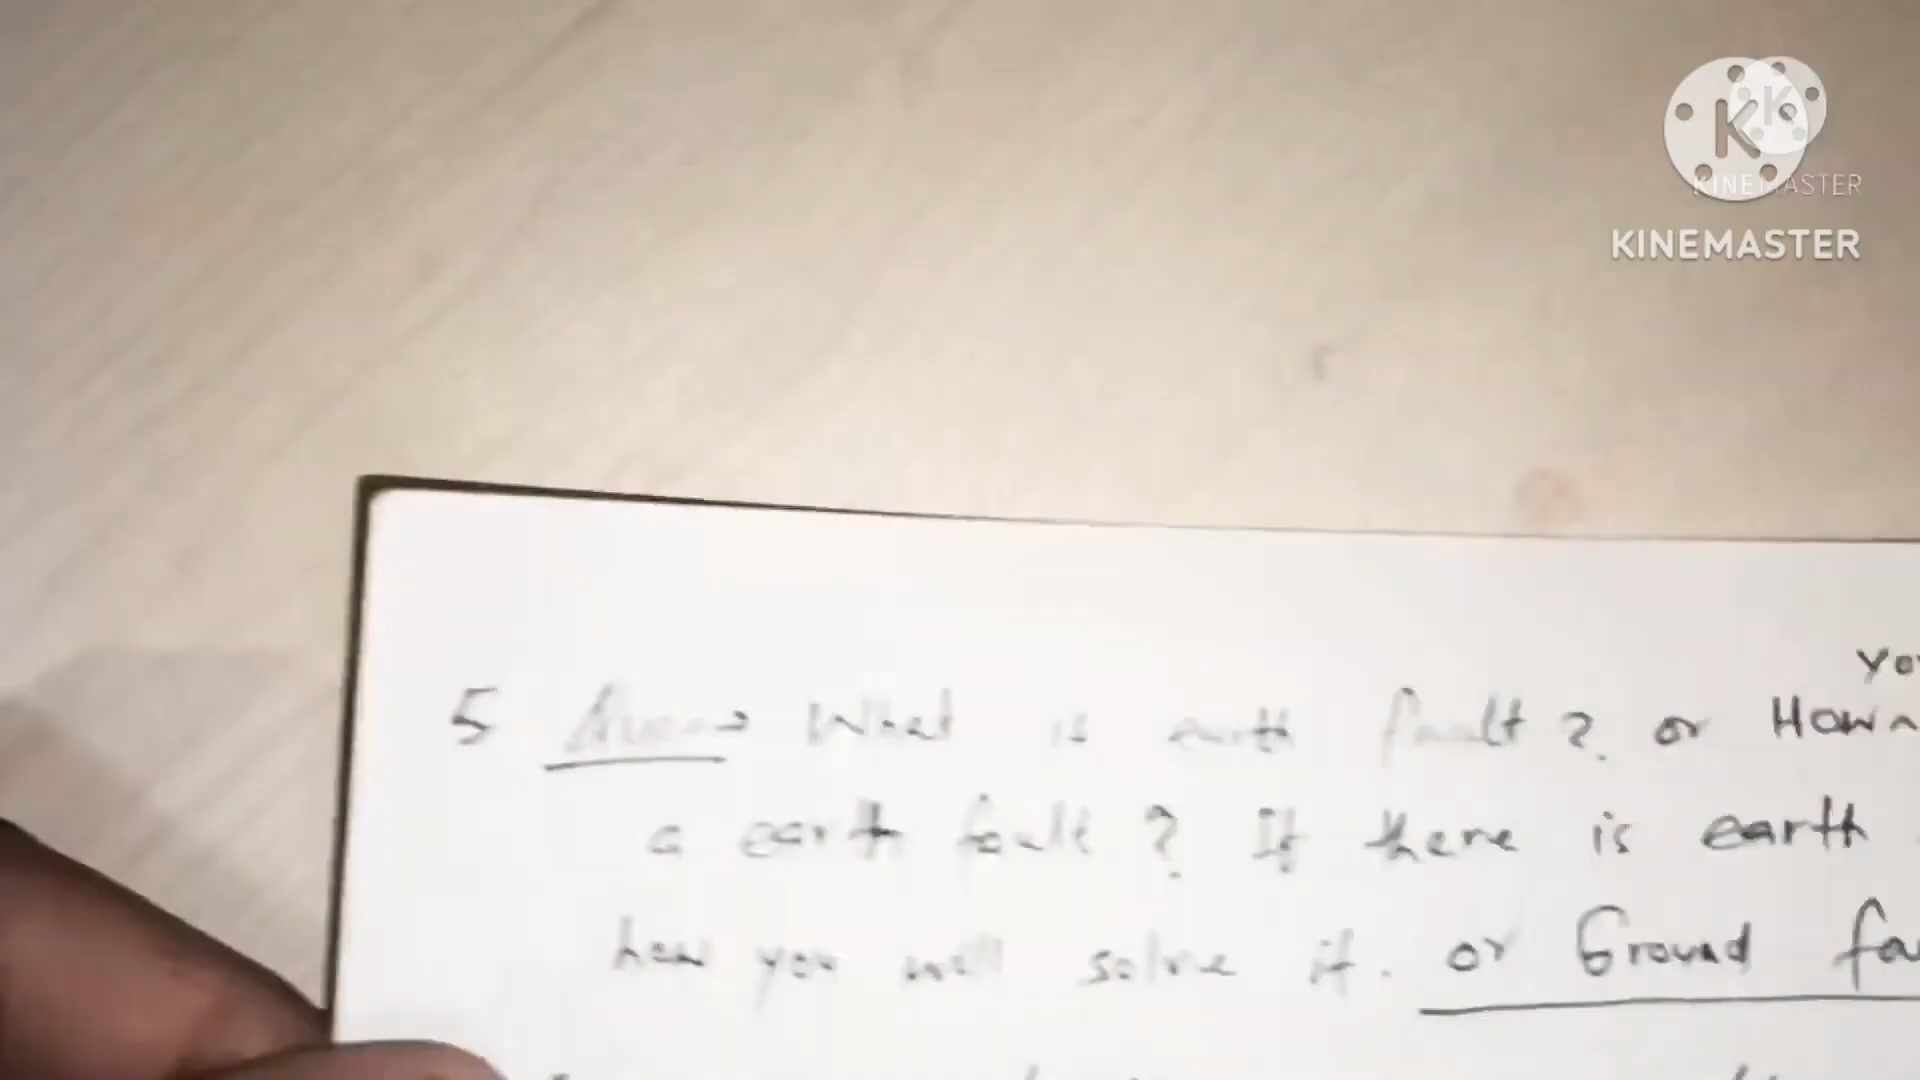 KINEMASTER
KINEMASTER
5 What is earth fault? or How
a earth fault? If there is earth
how you will solve it. or Ground